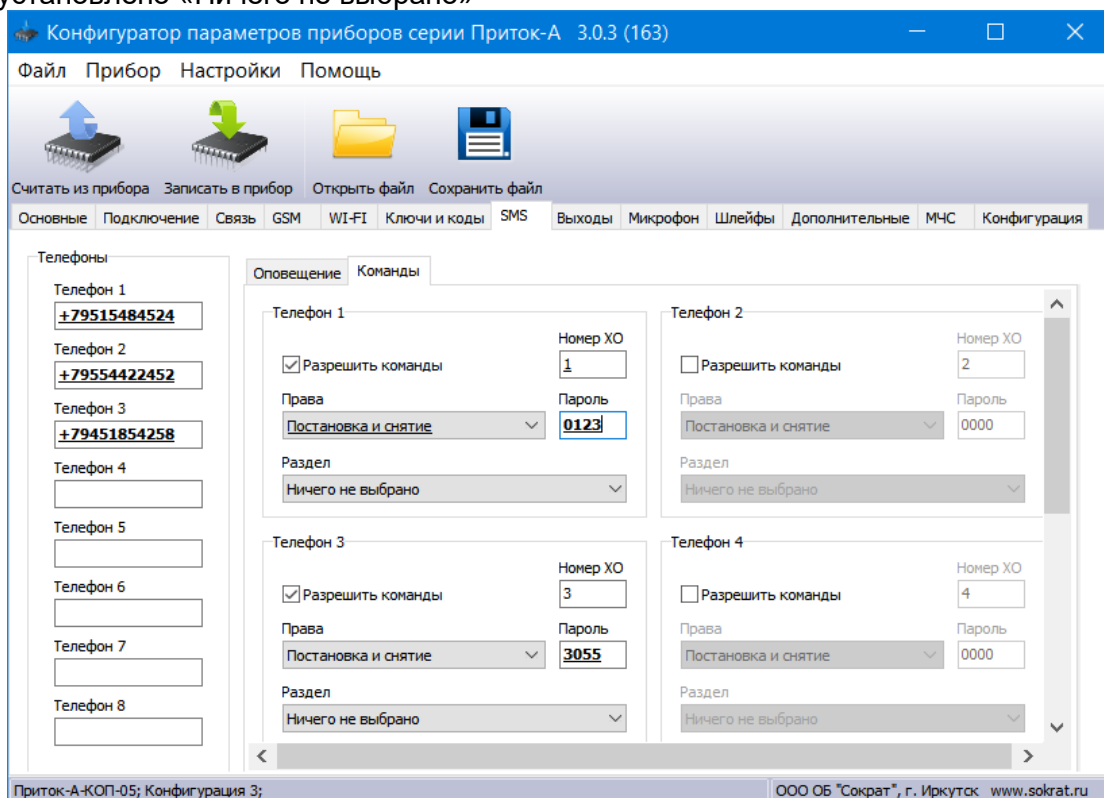 установлено «Ничего не выбрано»
Конфигуратор параметров приборов серии Приток-А 3.0.3 (163)
Файл Прибор Настройки Помощь
Считать из прибора Записать в прибор Открыть файл Сохранить файл
Основные Подключение Связь GSM WI-FI Ключи и коды SMS Выходы Микрофон Шлейфы Дополнительные МЧС Конфигурация
Телефоны
Телефон 1
+79515484524
Телефон 2
+79554422452
Телефон 3
+79451854258
Телефон 4
Телефон 5
Телефон 6
Телефон 7
Телефон 8
Оповещение Команды
Телефон 1
Номер ХО
Разрешить команды 1
Права Пароль
Постановка и снятие 0123
Раздел
Ничего не выбрано
Телефон 2
Номер ХО
Разрешить команды 2
Права Пароль
Постановка и снятие 0000
Раздел
Ничего не выбрано
Телефон 3
Номер ХО
Разрешить команды 3
Права Пароль
Постановка и снятие 3055
Раздел
Ничего не выбрано
Телефон 4
Номер ХО
Разрешить команды 4
Права Пароль
Постановка и снятие 0000
Раздел
Ничего не выбрано
Приток-А-КОП-05; Конфигурация 3; ООО ОБ "Сократ", г. Иркутск www.sokrat.ru